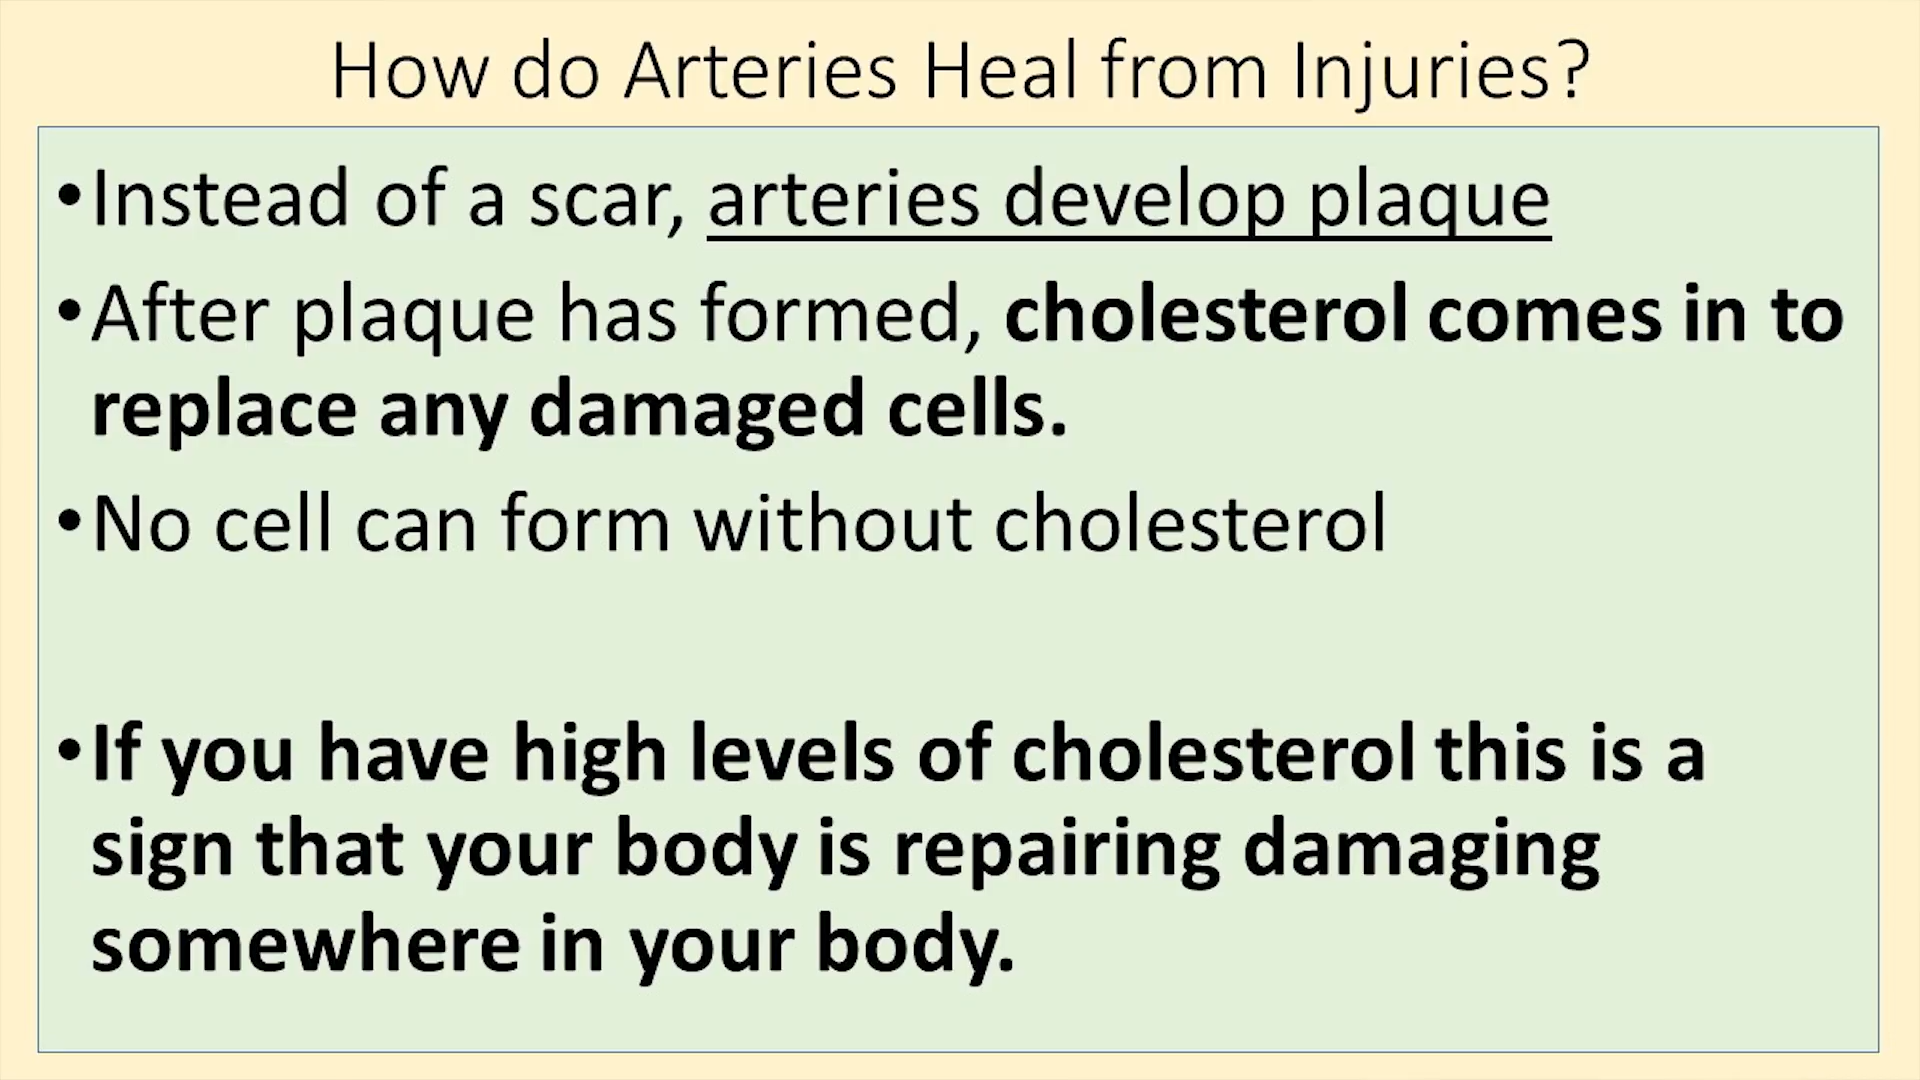 How do Arteries Heal from Injuries?
•Instead of a scar, arteries develop plaque
•After plaque has formed, cholesterol comes in to
replace any damaged cells.
•No cell can form without cholesterol
•If you have high levels of cholesterol this is a
sign that your body is repairing damaging
somewhere in your body.